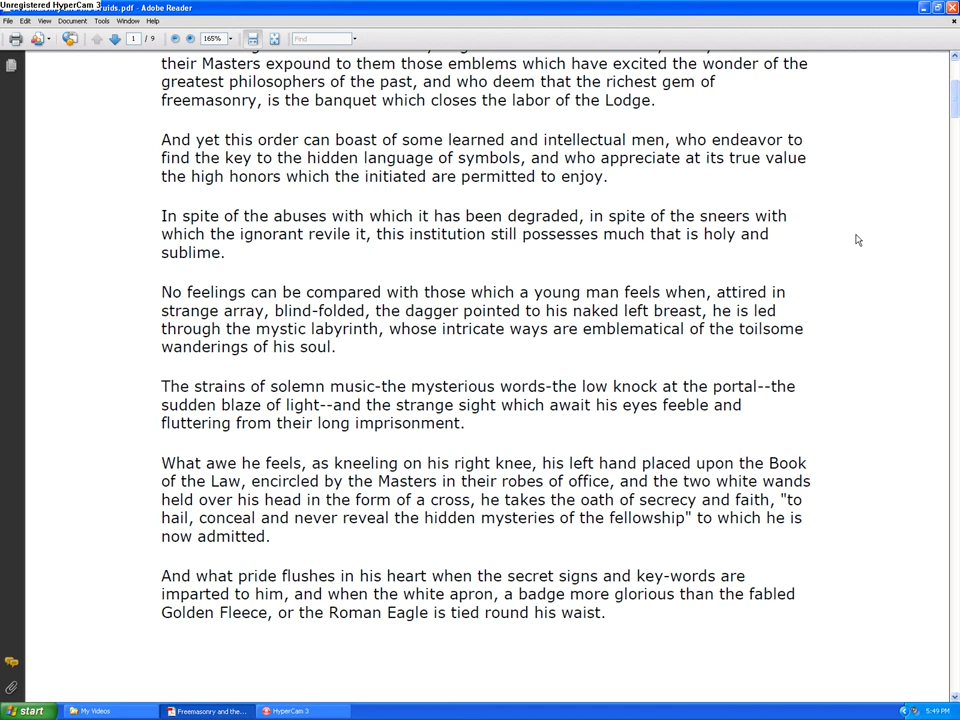 Unregistered HyperCam 3
uids.pdf - Adobe Reader
File Edit View Document Tools Window Help
1 / 9 165% Find
their Masters expound to them those emblems which have excited the wonder of the
greatest philosophers of the past, and who deem that the richest gem of
freemasonry, is the banquet which closes the labor of the Lodge.
And yet this order can boast of some learned and intellectual men, who endeavor to
find the key to the hidden language of symbols, and who appreciate at its true value
the high honors which the initiated are permitted to enjoy.
In spite of the abuses with which it has been degraded, in spite of the sneers with
which the ignorant revile it, this institution still possesses much that is holy and
sublime.
No feelings can be compared with those which a young man feels when, attired in
strange array, blind-folded, the dagger pointed to his naked left breast, he is led
through the mystic labyrinth, whose intricate ways are emblematical of the toilsome
wanderings of his soul.
The strains of solemn music-the mysterious words-the low knock at the portal--the
sudden blaze of light--and the strange sight which await his eyes feeble and
fluttering from their long imprisonment.
What awe he feels, as kneeling on his right knee, his left hand placed upon the Book
of the Law, encircled by the Masters in their robes of office, and the two white wands
held over his head in the form of a cross, he takes the oath of secrecy and faith, "to
hail, conceal and never reveal the hidden mysteries of the fellowship" to which he is
now admitted.
And what pride flushes in his heart when the secret signs and key-words are
imparted to him, and when the white apron, a badge more glorious than the fabled
Golden Fleece, or the Roman Eagle is tied round his waist.
start My Videos Freemasonry and the... HyperCam 3 5:49 PM